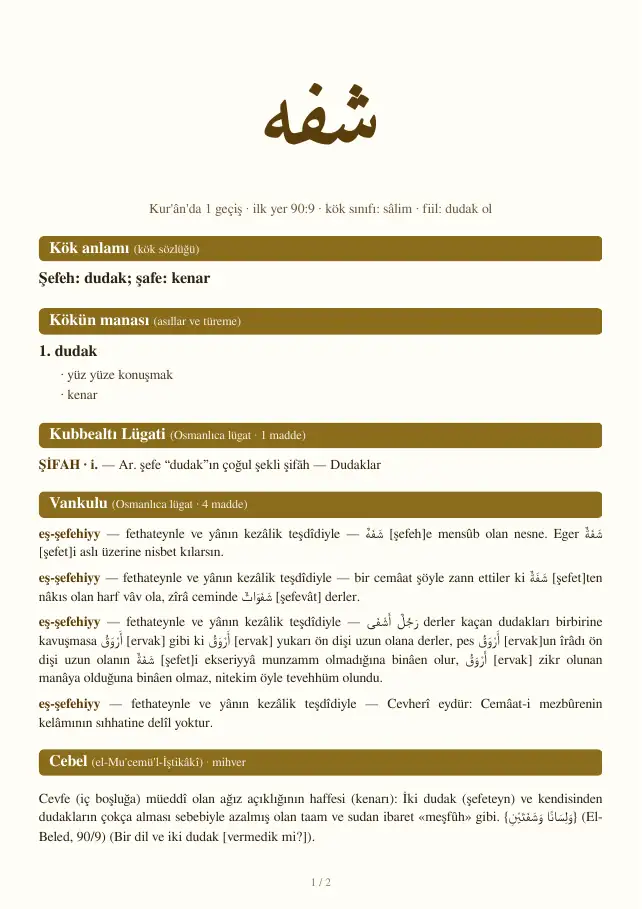 شفه
Kur'ân'da 1 geçiş · ilk yer 90:9 · kök sınıfı: sâlim · fiil: dudak ol
Kök anlamı (kök sözlüğü)
Şefeh: dudak; şafe: kenar
Kökün manası (asıllar ve türeme)
1. dudak
· yüz yüze konuşmak
· kenar
Kubbealtı Lügati (Osmanlıca lügat · 1 madde)
ŞİFAH · i. — Ar. şefe “dudak”ın çoğul şekli şifāh — Dudaklar
Vankulu (Osmanlıca lügat · 4 madde)
eş-şefehiyy — fethateynle ve yânın kezâlik teşdîdiyle — شَفَهٌ [şefeh]e mensûb olan nesne. Eger شَفَةٌ
[şefet]i aslı üzerine nisbet kılarsın.
eş-şefehiyy — fethateynle ve yânın kezâlik teşdîdiyle — bir cemâat şöyle zann ettiler ki شَفَةٌ [şefet]ten
nâkıs olan harf vâv ola, zîrâ ceminde شَفَوَاتٌ [şefevât] derler.
eş-şefehiyy — fethateynle ve yânın kezâlik teşdîdiyle — رَجُلٌ أَشْفَى derler kaçan dudakları birbirine
kavuşmasa أَرْوَقُ [ervak] gibi ki أَرْوَقُ [ervak] yukarı ön dişi uzun olana derler, pes أَرْوَقُ [ervak]un îrâdı ön
dişi uzun olanın شَفَةٌ [şefet]i ekseriyyâ munzamm olmadığına binâen olur, أَرْوَقُ [ervak] zikr olunan
manâya olduğuna binâen olmaz, nitekim öyle tevehhüm olundu.
eş-şefehiyy — fethateynle ve yânın kezâlik teşdîdiyle — Cevherî eydür: Cemâat-i mezbûrenin
kelâmının sıhhatine delîl yoktur.
Cebel (el-Mu'cemü'l-İştikâkî) · mihver
Cevfe (iç boşluğa) müeddî olan ağız açıklığının haffesi (kenarı): İki dudak (şefeteyn) ve kendisinden
dudakların çokça alması sebebiyle azalmış olan taam ve sudan ibaret «meşfûh» gibi. {وَلِسَانًا وَشَفَتَيْنِ} (El-
Beled, 90/9) (Bir dil ve iki dudak [vermedik mi?]).
1 / 2